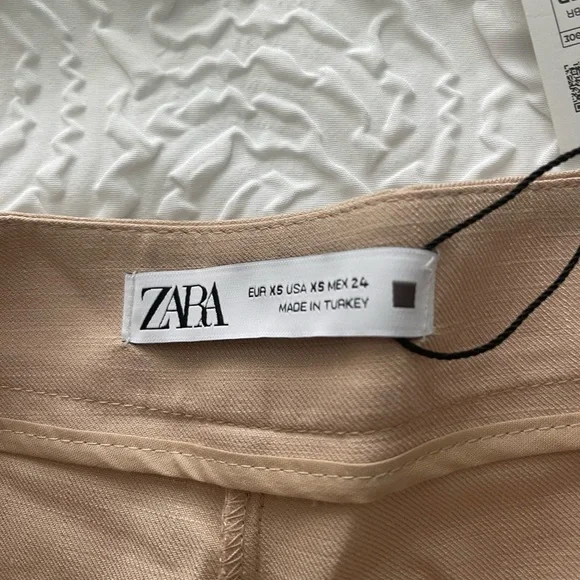 ZARA
EUR XS USA XS MEX 24
MADE IN TURKEY